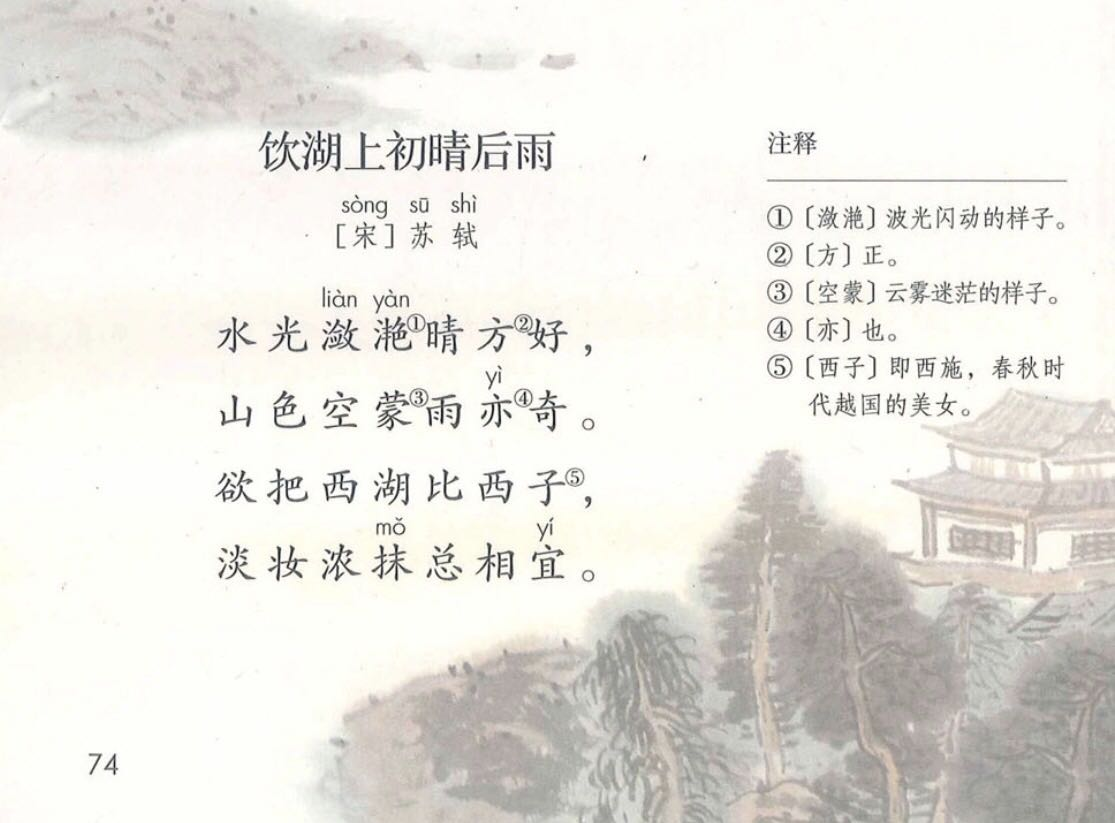 饮湖上初晴后雨
sòng sū shì
[宋] 苏 轼
liàn yàn
水光潋滟①晴方②好，
yì
山色空蒙③雨亦④奇。
欲把西湖比西子⑤，
mǒ yí
淡妆浓抹总相宜。
注释
①〔潋滟〕波光闪动的样子。
②〔方〕正。
③〔空蒙〕云雾迷茫的样子。
④〔亦〕也。
⑤〔西子〕即西施，春秋时
代越国的美女。
74